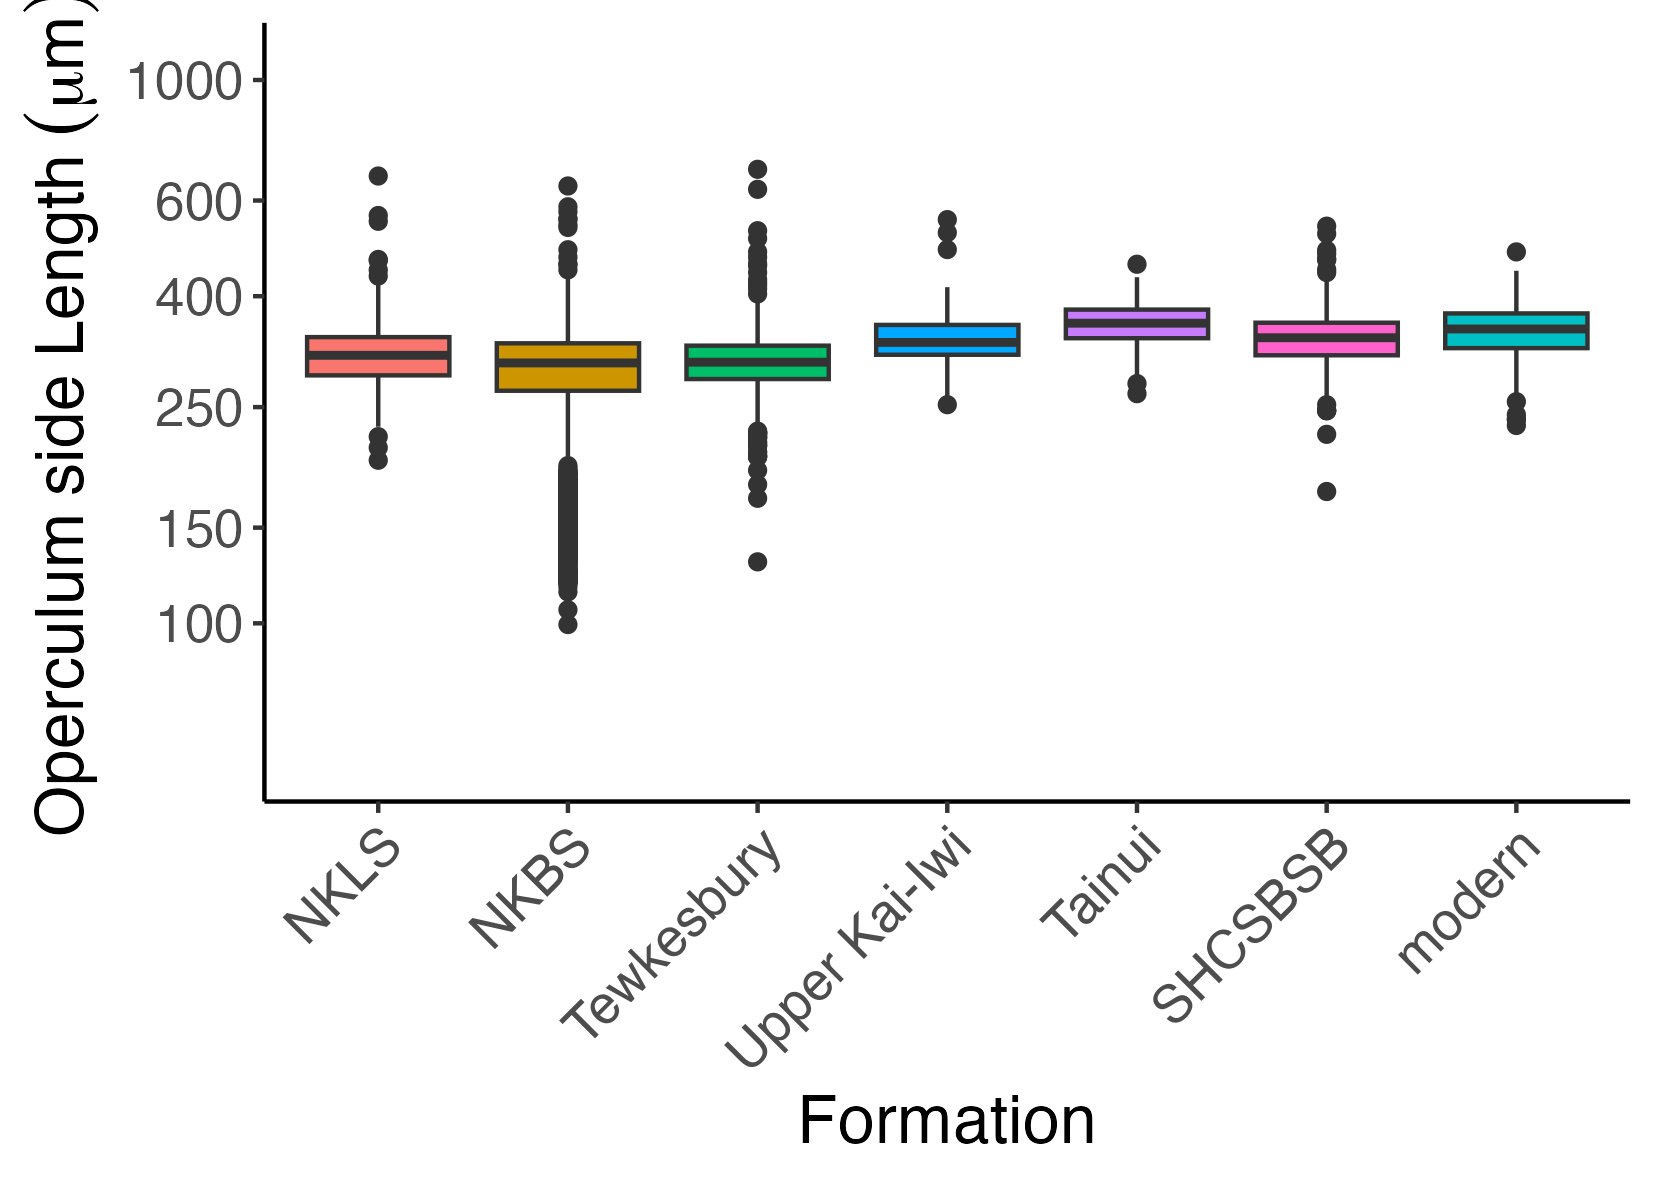 Operculum side Length (μm)
1000
600
400
250
150
100
NKLS
NKBS
Tewkesbury
Upper Kai-Iwi
Tainui
SHCSBSB
modern
Formation